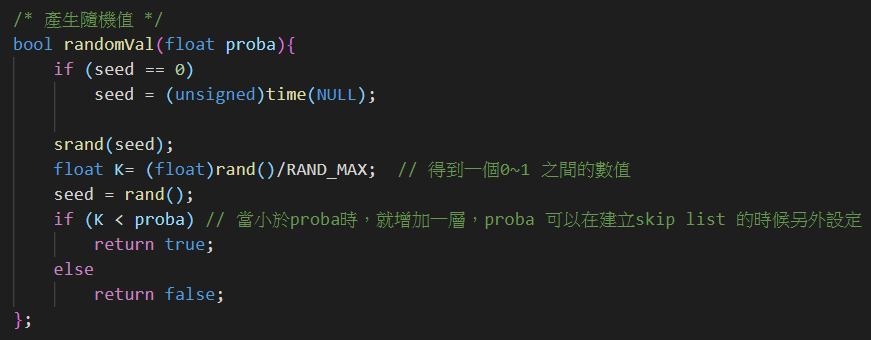 /* 產生隨機值 */
bool randomVal(float proba){
    if (seed == 0)
        seed = (unsigned)time(NULL);

    srand(seed);
    float K= (float)rand()/RAND_MAX;  // 得到一個0~1 之間的數值
    seed = rand();
    if (K < proba) // 當小於proba時，就增加一層，proba 可以在建立skip list 的時候另外設定
        return true;
    else
        return false;
};